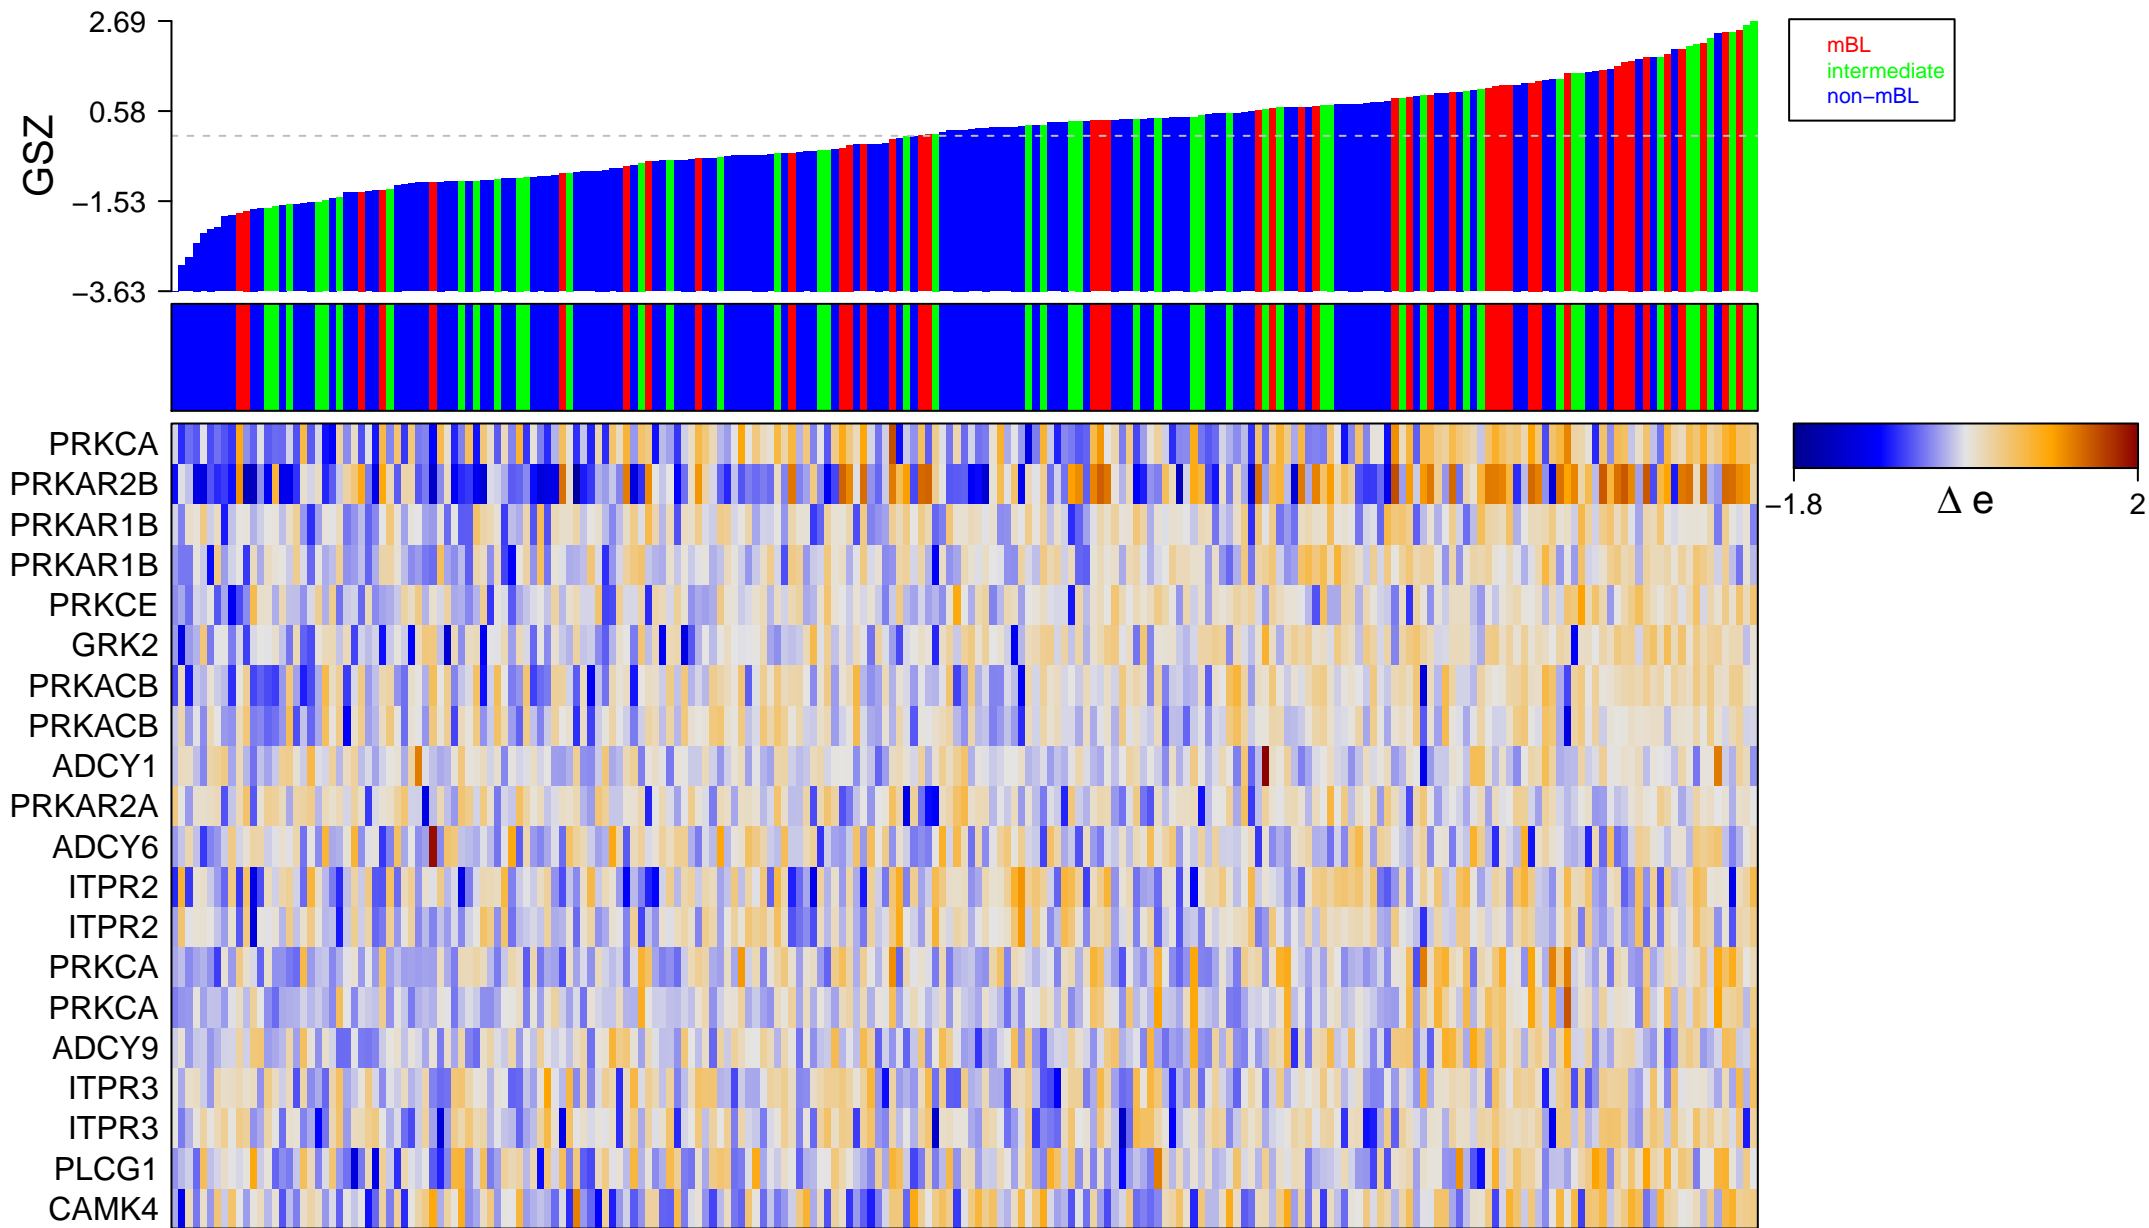 2.69
0.58
−1.53
−3.63
GSZ
mBL
intermediate
non−mBL
PRKCA
PRKAR2B
PRKAR1B
PRKAR1B
PRKCE
GRK2
PRKACB
PRKACB
ADCY1
PRKAR2A
ADCY6
ITPR2
ITPR2
PRKCA
PRKCA
ADCY9
ITPR3
ITPR3
PLCG1
CAMK4
−1.8
Δ e
2